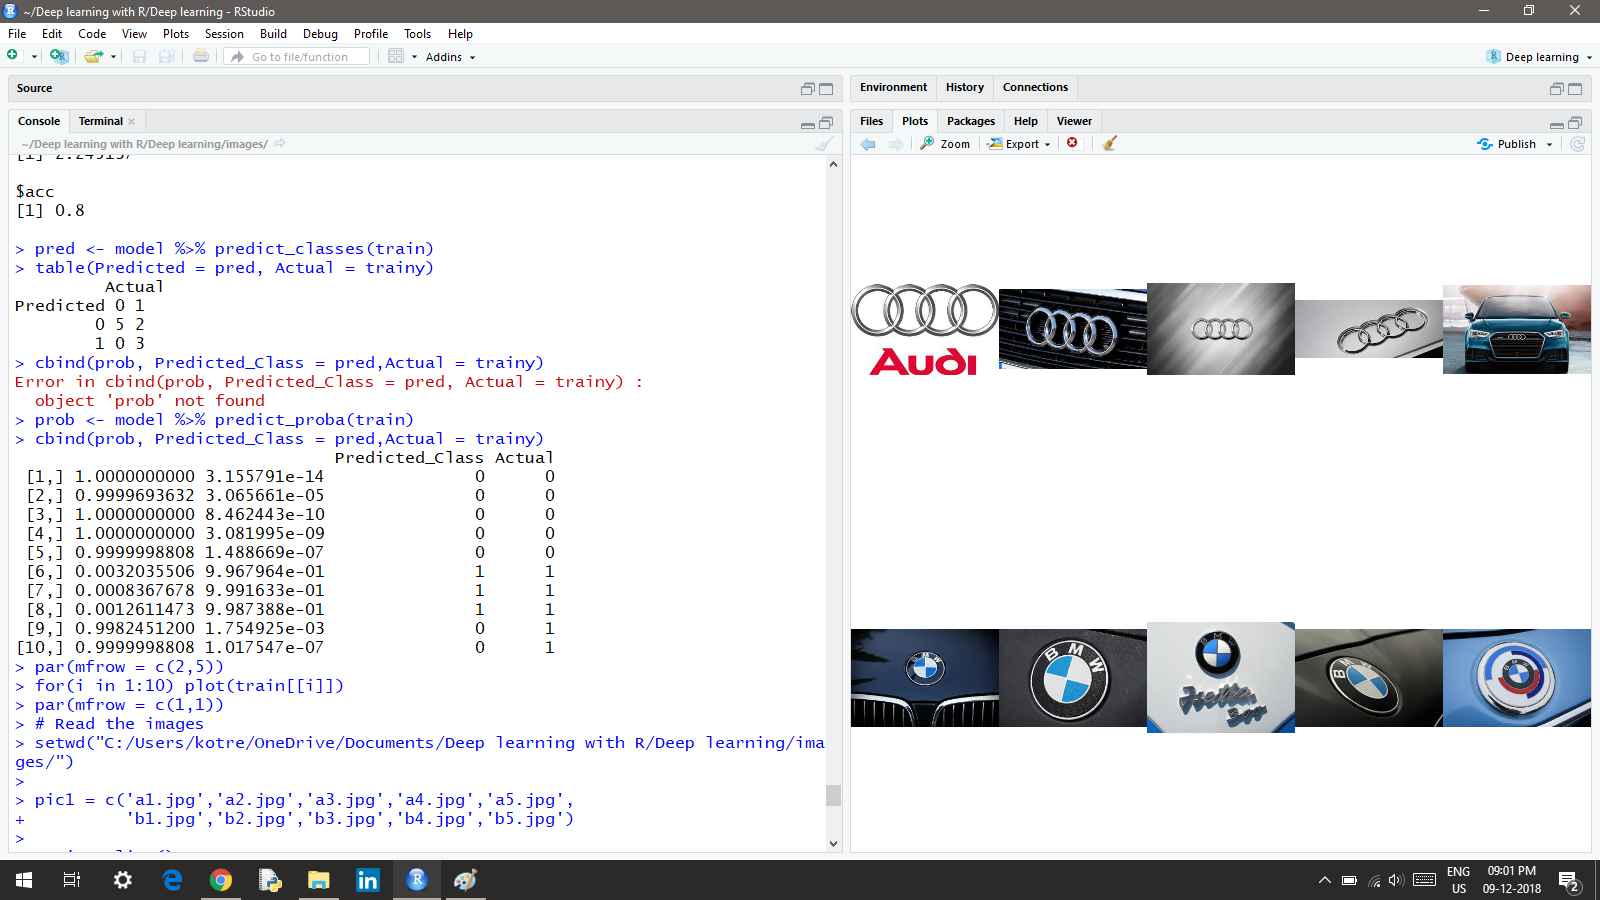 ~/Deep learning with R/Deep learning - RStudio
File Edit Code View Plots Session Build Debug Profile Tools Help
Go to file/function Addins Deep learning
Source
Environment History Connections
Console Terminal
Files Plots Packages Help Viewer
~/Deep learning with R/Deep learning/images/
Zoom Export Publish
$acc
[1] 0.8
> pred <- model %>% predict_classes(train)
> table(Predicted = pred, Actual = trainy)
Actual
Predicted 0 1
0 5 2
1 0 3
> cbind(prob, Predicted_Class = pred,Actual = trainy)
Error in cbind(prob, Predicted_Class = pred, Actual = trainy) :
object 'prob' not found
> prob <- model %>% predict_proba(train)
> cbind(prob, Predicted_Class = pred,Actual = trainy)
Predicted_Class Actual
[1,] 1.0000000000 3.155791e-14 0 0
[2,] 0.9999693632 3.065661e-05 0 0
[3,] 1.0000000000 8.462443e-10 0 0
[4,] 1.0000000000 3.081995e-09 0 0
[5,] 0.9999998808 1.488669e-07 0 0
[6,] 0.0032035506 9.967964e-01 1 1
[7,] 0.0008367678 9.991633e-01 1 1
[8,] 0.0012611473 9.987388e-01 1 1
[9,] 0.9982451200 1.754925e-03 0 1
[10,] 0.9999998808 1.017547e-07 0 1
> par(mfrow = c(2,5))
> for(i in 1:10) plot(train[[i]])
> par(mfrow = c(1,1))
> # Read the images
> setwd("C:/Users/kotre/OneDrive/Documents/Deep learning with R/Deep learning/ima
ges/")
>
> pic1 = c('a1.jpg','a2.jpg','a3.jpg','a4.jpg','a5.jpg',
+ 'b1.jpg','b2.jpg','b3.jpg','b4.jpg','b5.jpg')
>
Audi
BMW
BMW
BMW
Isetta
300
BMW
BMW
in
ENG
US
09:01 PM
09-12-2018
2